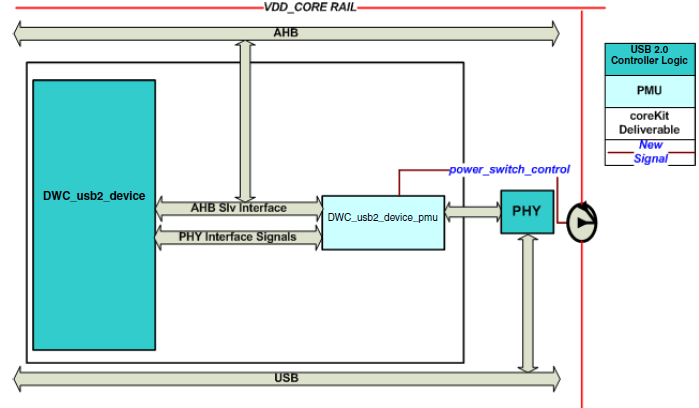 VDD_CORE RAIL
AHB
USB 2.0
Controller Logic
PMU
coreKit
Deliverable
New
Signal
power_switch_control
DWC_usb2_device
AHB Slv Interface
DWC_usb2_device_pmu
PHY
PHY Interface Signals
USB